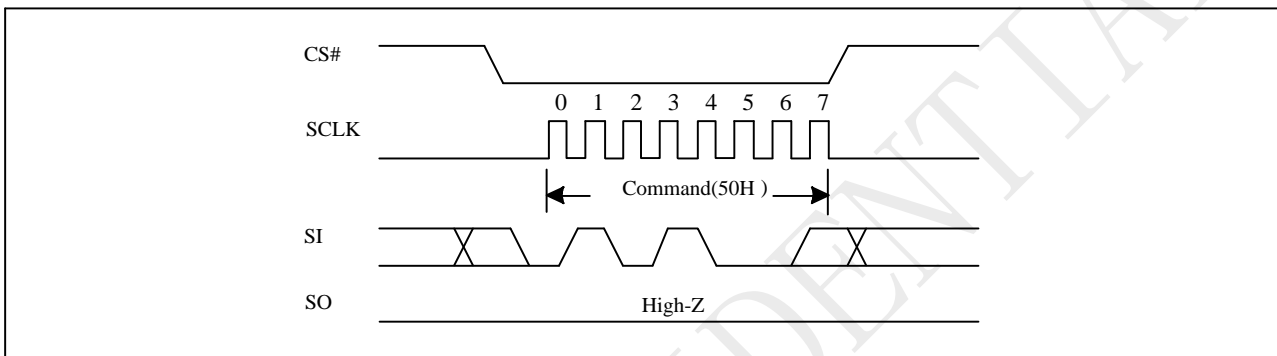 CS#
0 1 2 3 4 5 6 7
SCLK
Command(50H )
SI
SO
High-Z